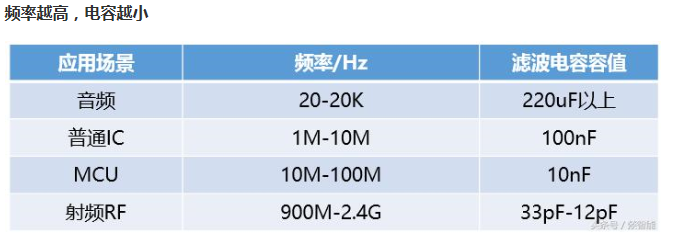 频率越高，电容越小
应用场景 频率/Hz 滤波电容容值
音频 20-20K 220uF以上
普通IC 1M-10M 100nF
MCU 10M-100M 10nF
射频RF 900M-2.4G 33pF-12pF